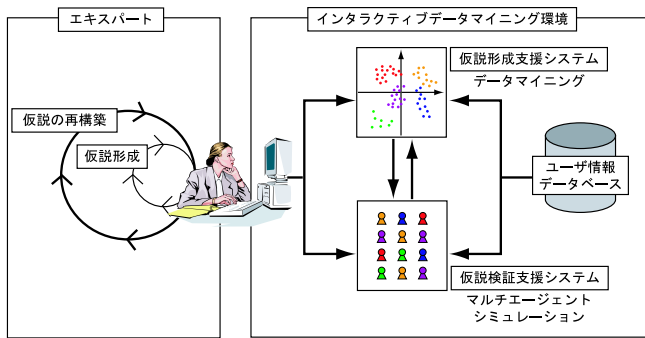 エキスパート
インタラクティブデータマイニング環境
仮説の再構築
仮説形成
仮説形成支援システム
データマイニング
ユーザ情報
データベース
仮説検証支援システム
マルチエージェント
シミュレーション